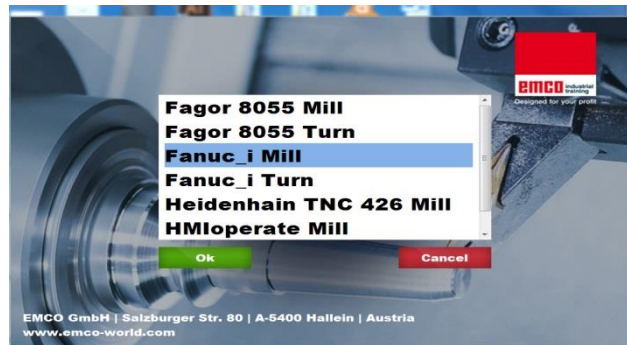 emco industrial training
Designed for your profit
Fagor 8055 Mill
Fagor 8055 Turn
Fanuc_i Mill
Fanuc_i Turn
Heidenhain TNC 426 Mill
HMIoperate Mill
Ok Cancel
EMCO GmbH | Salzburger Str. 80 | A-5400 Hallein | Austria
www.emco-world.com